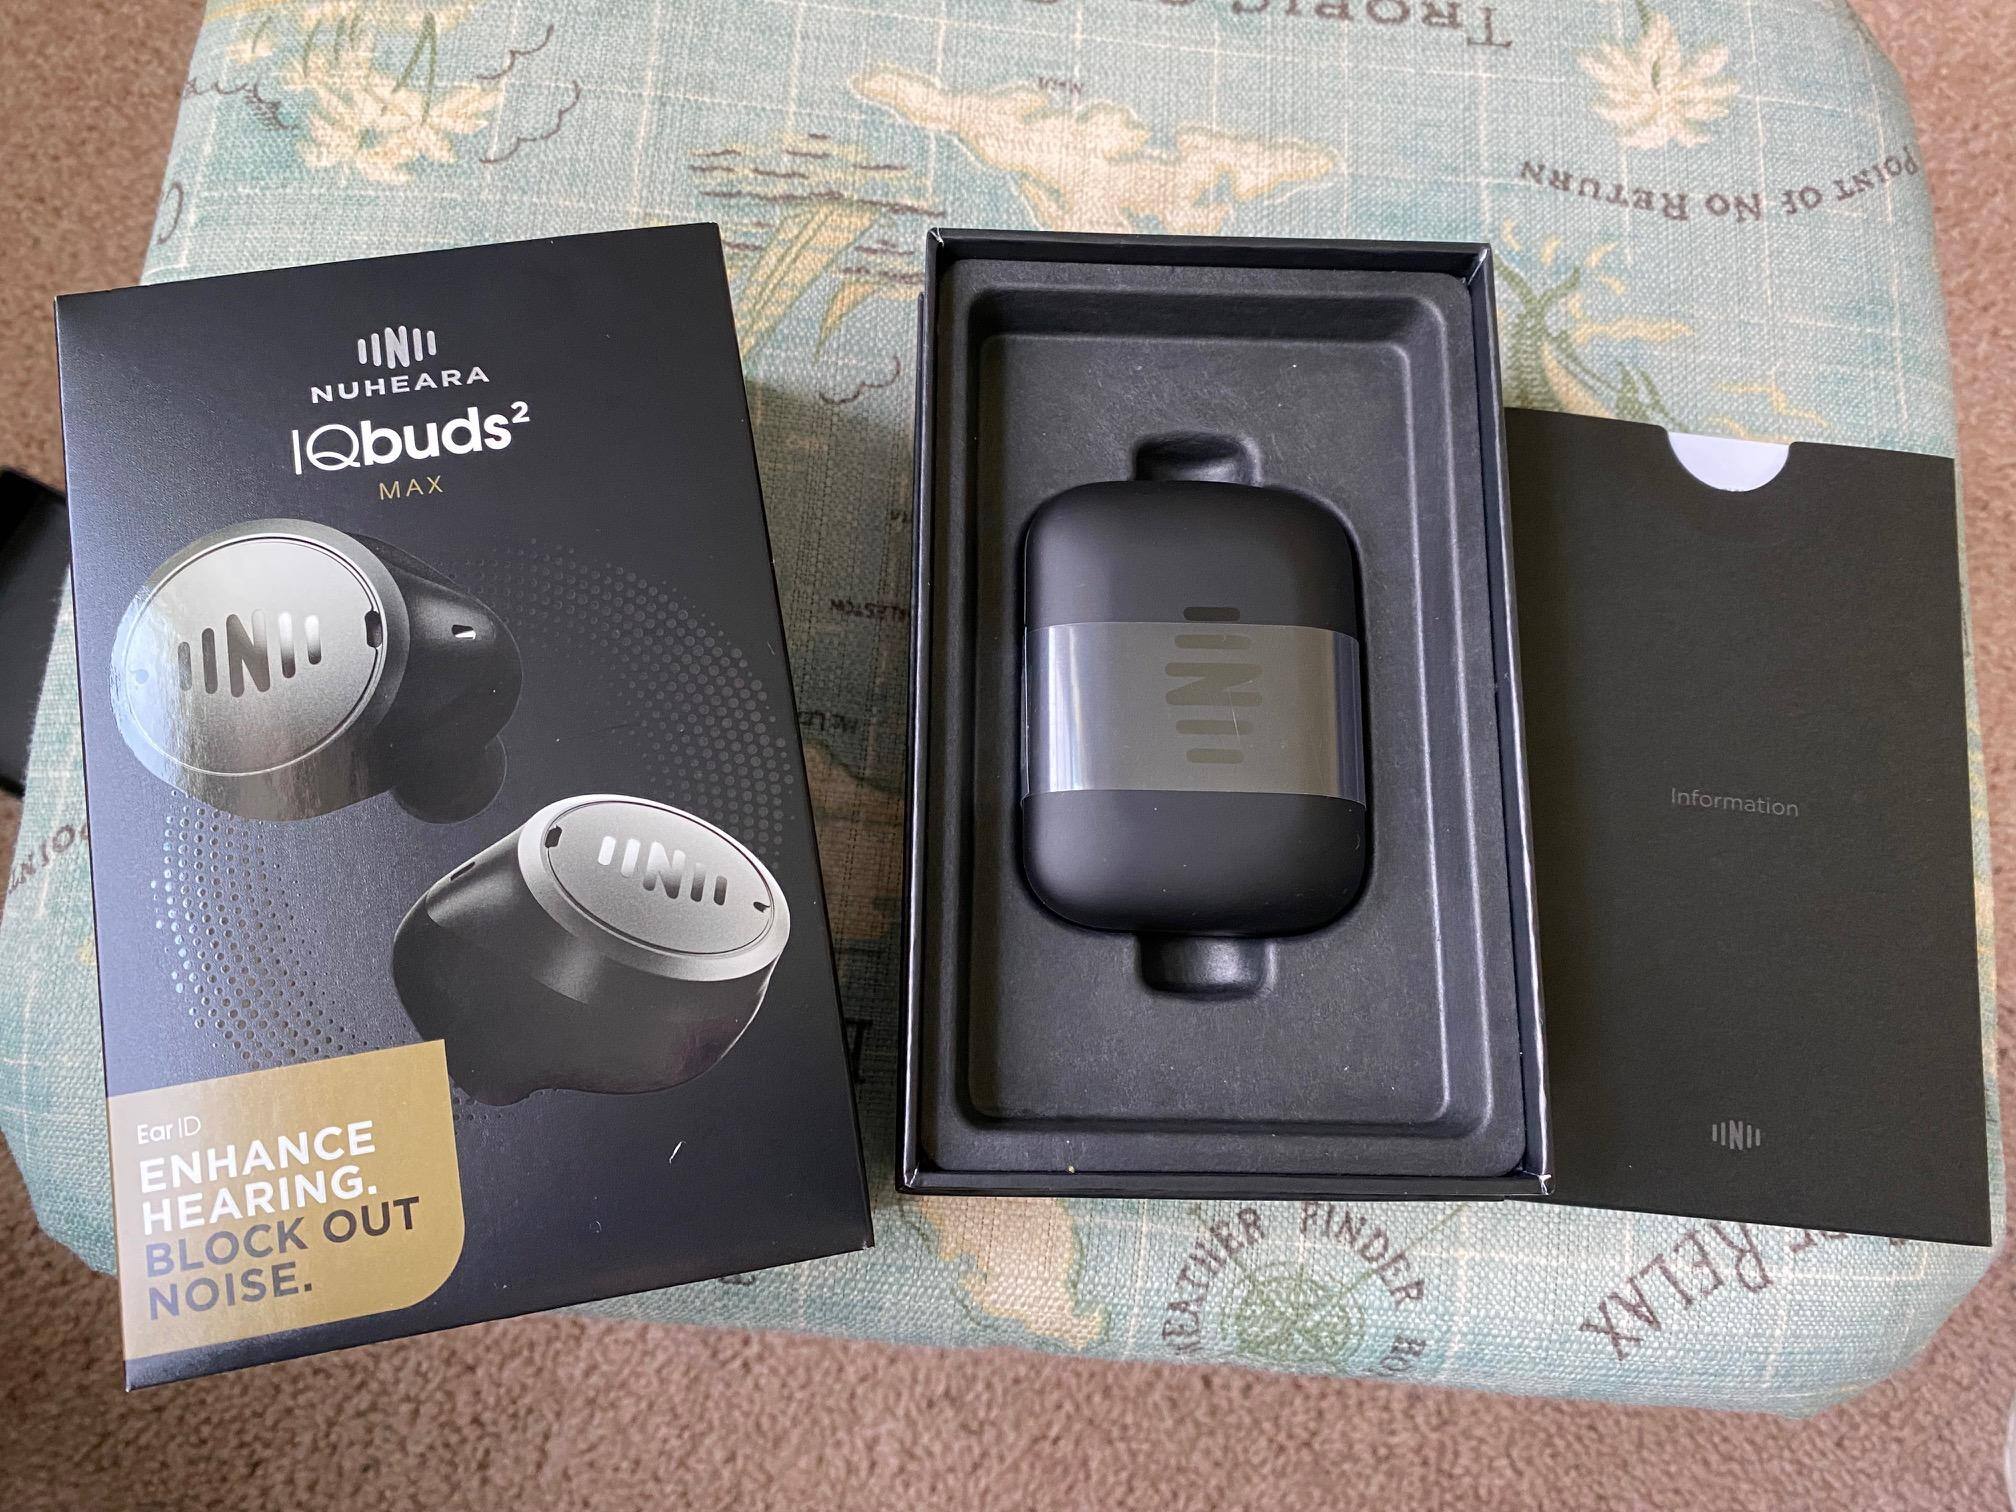 NUHEARA
IQbuds²
MAX
Ear ID
ENHANCE
HEARING.
BLOCK OUT
NOISE.
Information
TROPIC
POINT OF NO RETURN
WEATHER FINDER
RELAX